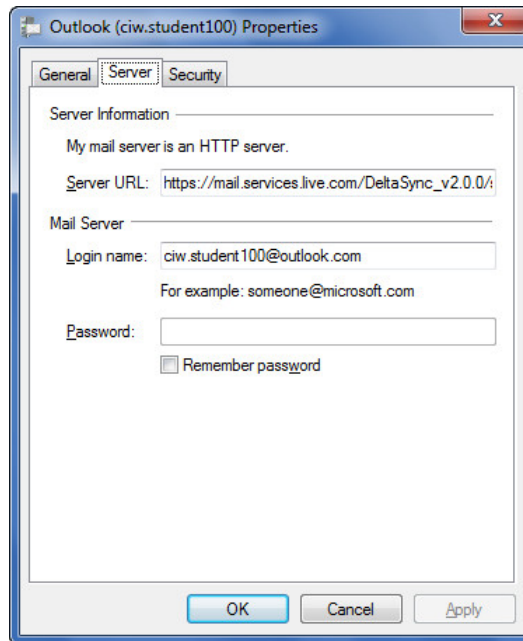 Outlook (ciw.student100) Properties
General Server Security
Server Information
My mail server is an HTTP server.
Server URL: https://mail.services.live.com/DeltaSync_v2.0.0/
Mail Server
Login name: ciw.student100@outlook.com
For example: someone@microsoft.com
Password:
Remember password
OK Cancel Apply